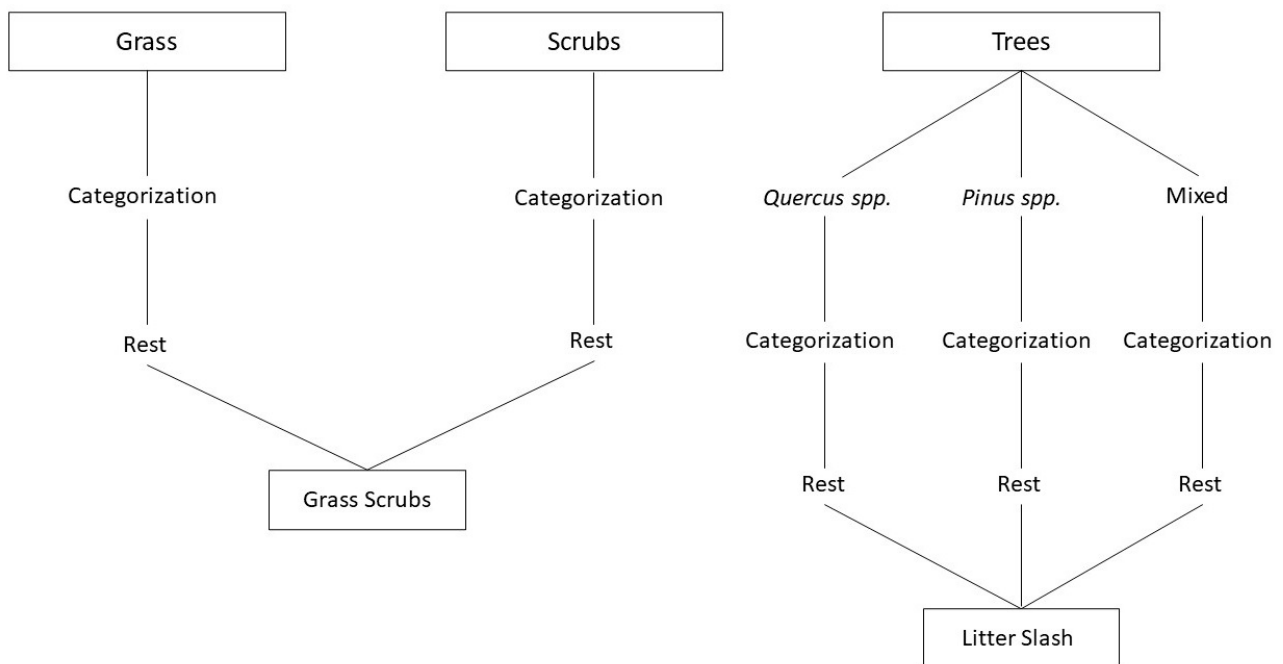 Grass
Scrubs
Trees
Categorization
Categorization
Quercus spp.
Pinus spp.
Mixed
Rest
Rest
Categorization
Categorization
Categorization
Grass Scrubs
Rest
Rest
Rest
Litter Slash